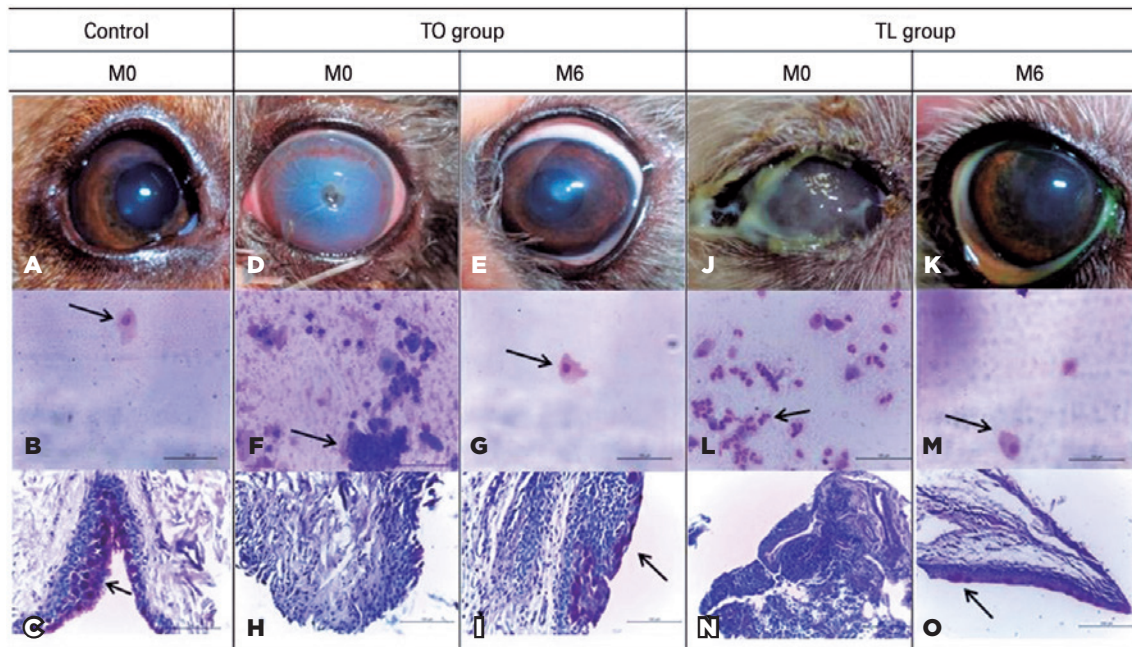 Control TO group TL group
M0 M0 M6 M0 M6
A D E J K
B F G L M
C H I N O